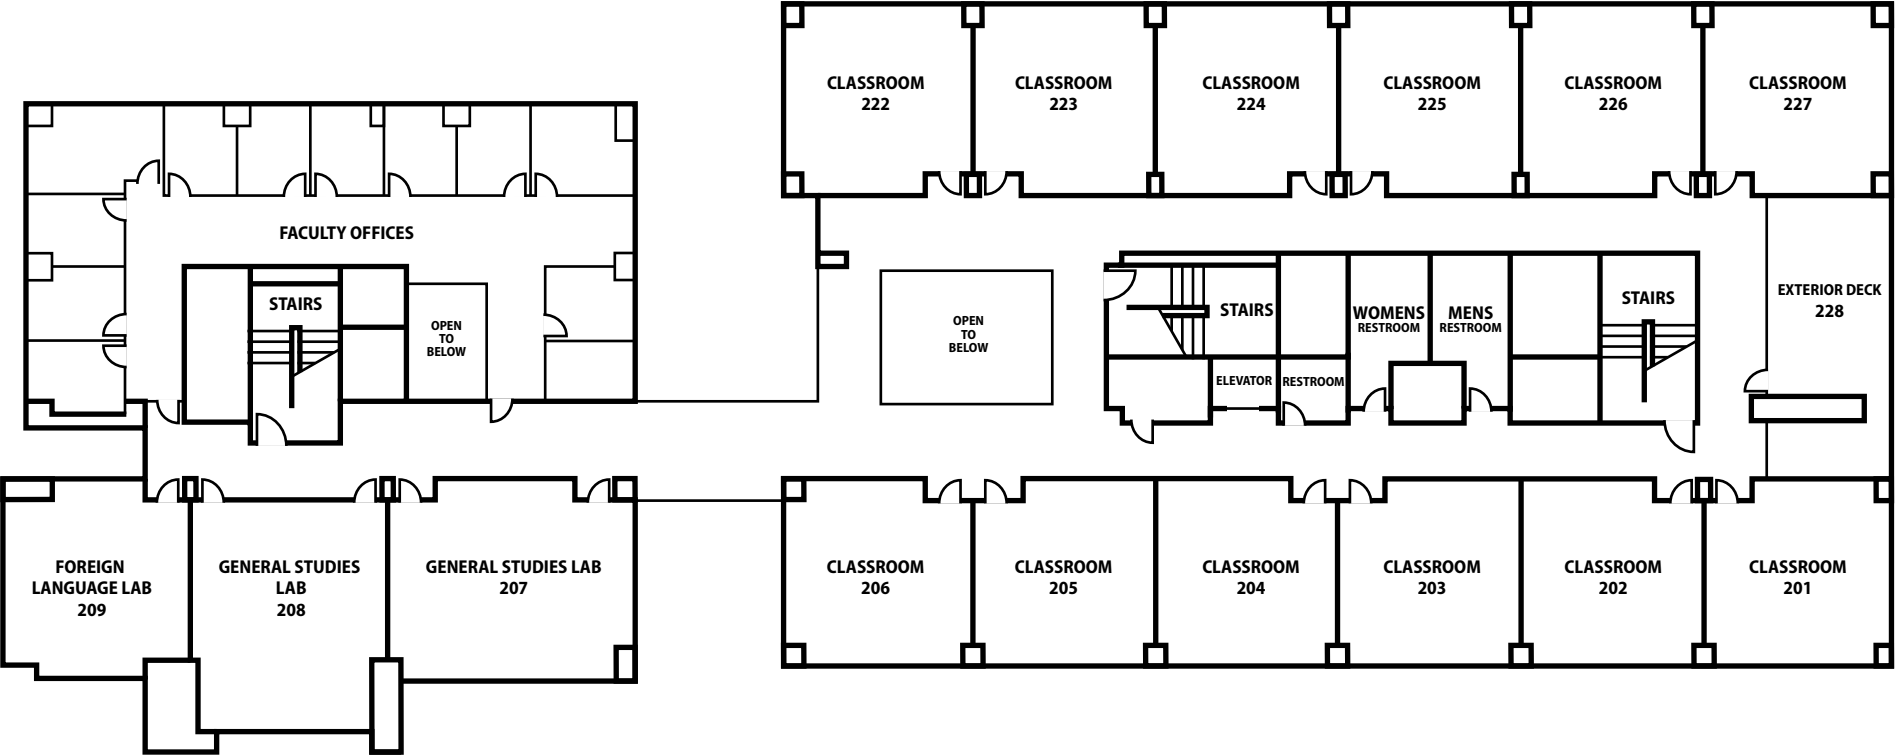 CLASSROOM
222
CLASSROOM
223
CLASSROOM
224
CLASSROOM
225
CLASSROOM
226
CLASSROOM
227
FACULTY OFFICES
STAIRS
OPEN
TO
BELOW
OPEN
TO
BELOW
STAIRS
WOMENS
RESTROOM
MENS
RESTROOM
STAIRS
EXTERIOR DECK
228
ELEVATOR
RESTROOM
FOREIGN
LANGUAGE LAB
209
GENERAL STUDIES
LAB
208
GENERAL STUDIES LAB
207
CLASSROOM
206
CLASSROOM
205
CLASSROOM
204
CLASSROOM
203
CLASSROOM
202
CLASSROOM
201